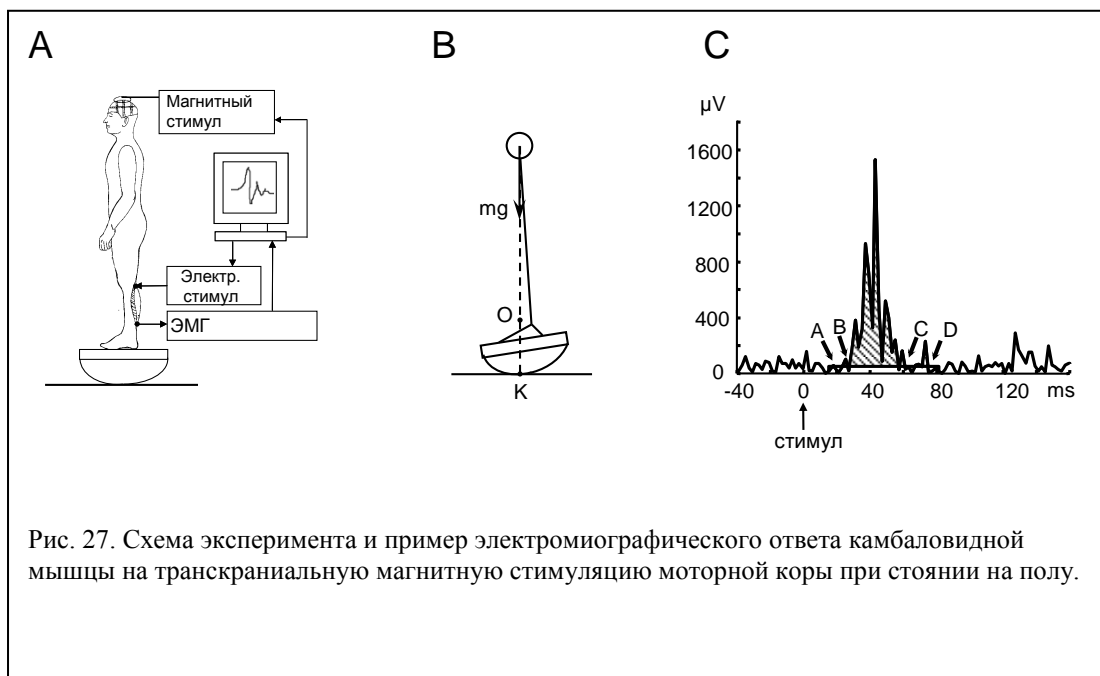 A
B
C
Магнитный
стимул
Электр.
стимул
ЭМГ
mg
O
K
µV
1600
1200
800
400
0
A
B
C
D
-40
0
40
80
120
ms
стимул
Рис. 27. Схема эксперимента и пример электромиографического ответа камбаловидной
мышцы на транскраниальную магнитную стимуляцию моторной коры при стоянии на полу.